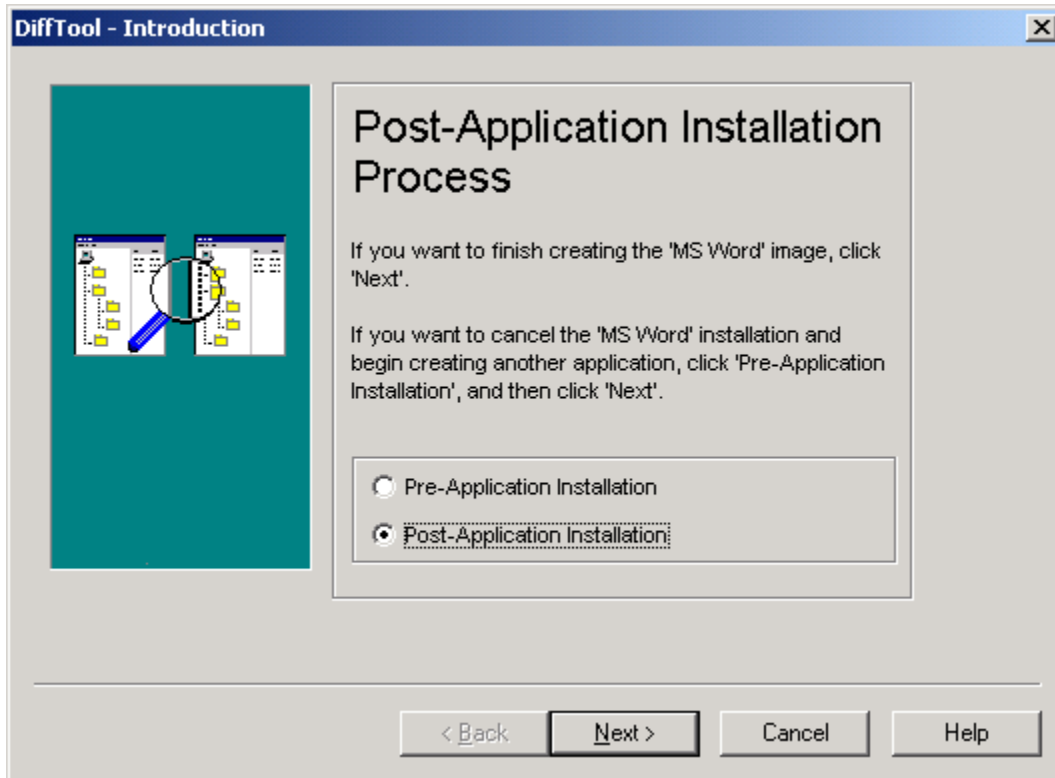 DiffTool - Introduction
Post-Application Installation
Process
If you want to finish creating the 'MS Word' image, click
'Next'.
If you want to cancel the 'MS Word' installation and
begin creating another application, click 'Pre-Application
Installation', and then click 'Next'.
Pre-Application Installation
Post-Application Installation
< Back Next > Cancel Help